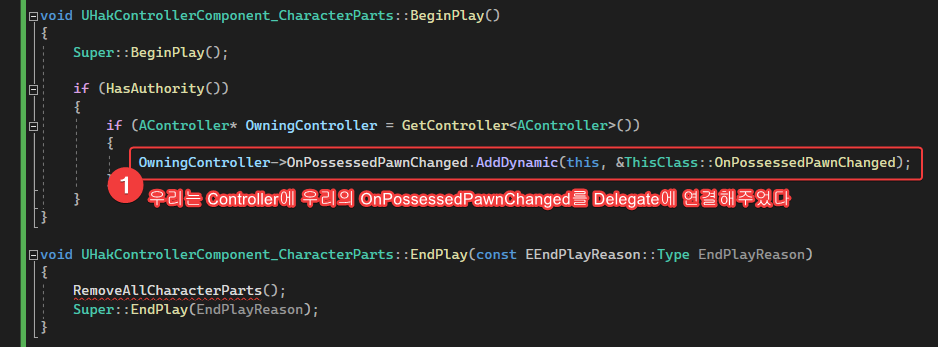 void UHakControllerComponent_CharacterParts::BeginPlay()
{
Super::BeginPlay();
if (HasAuthority())
{
if (AController* OwningController = GetController<AController>())
{
OwningController->OnPossessedPawnChanged.AddDynamic(this, &ThisClass::OnPossessedPawnChanged);
1 우리는 Controller에 우리의 OnPossessedPawnChanged를 Delegate에 연결해주었다
}
}
void UHakControllerComponent_CharacterParts::EndPlay(const EEndPlayReason::Type EndPlayReason)
{
RemoveAllCharacterParts();
Super::EndPlay(EndPlayReason);
}